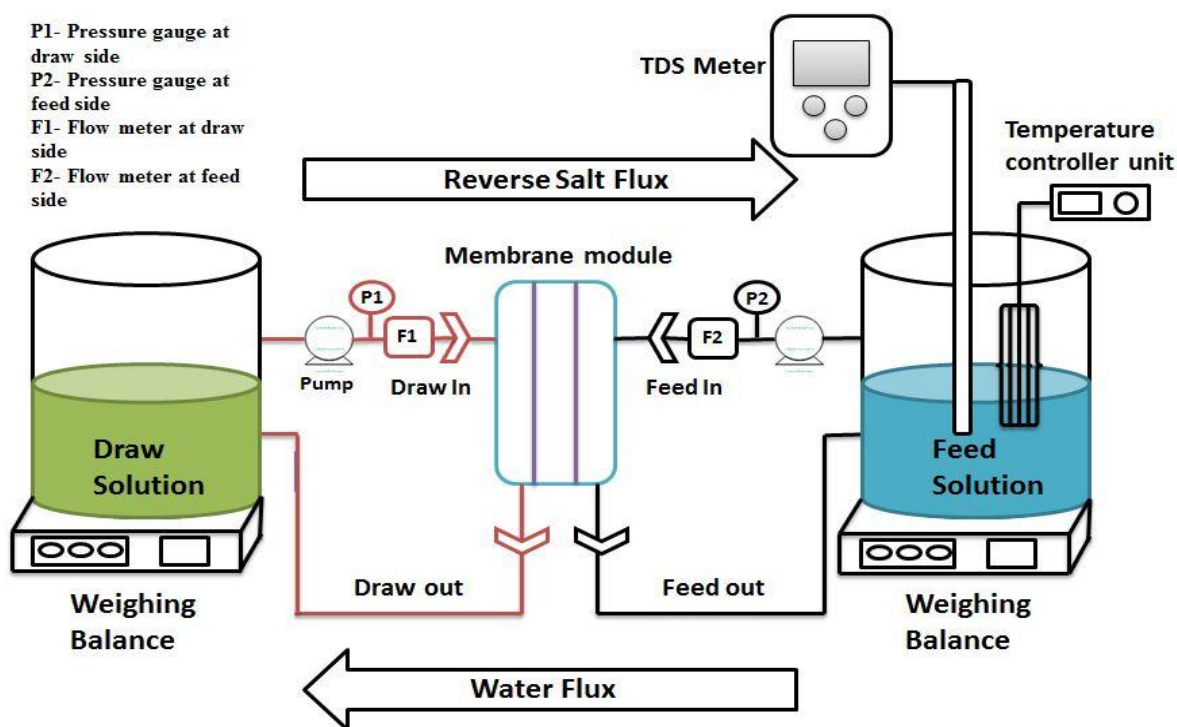 P1- Pressure gauge at
draw side
P2- Pressure gauge at
feed side
F1- Flow meter at draw
side
F2- Flow meter at feed
side
TDS Meter
Temperature
controller unit
Reverse Salt Flux
Membrane module
P1
P2
F1
F2
Pump
Draw In
Feed In
Draw
Solution
Feed
Solution
Draw out
Feed out
Weighing
Balance
Weighing
Balance
Water Flux